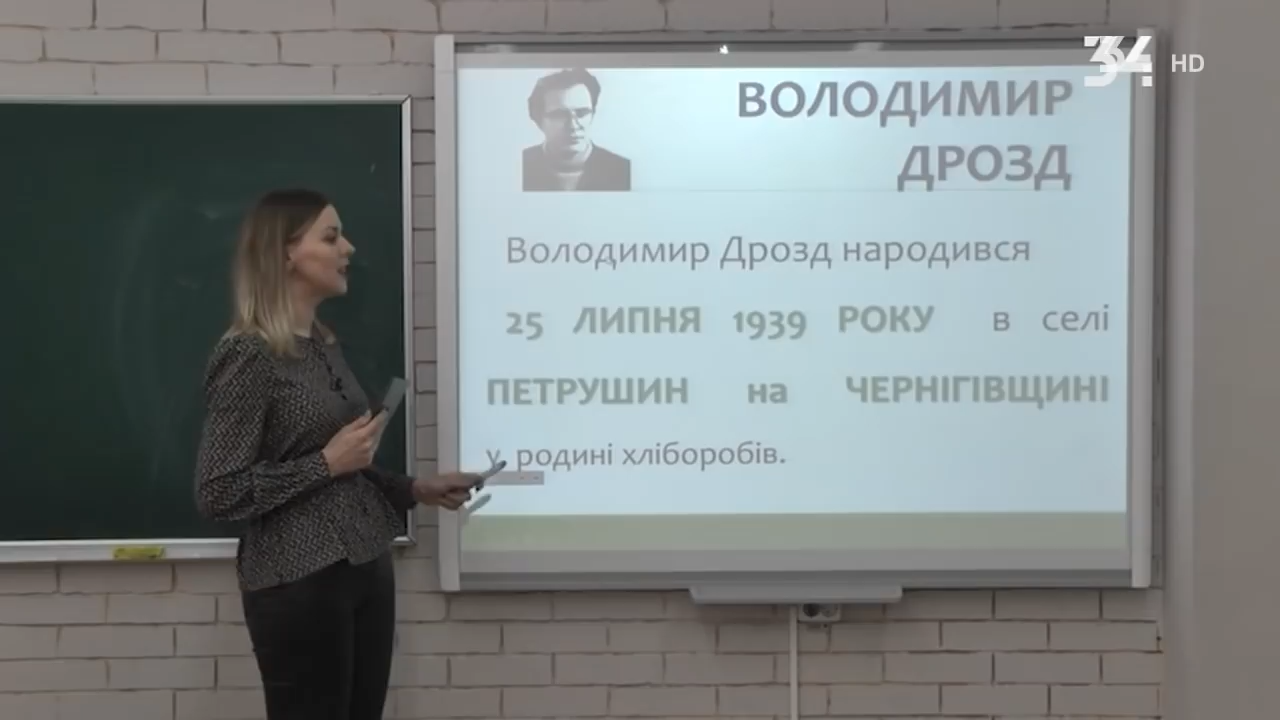 34 HD
ВОЛОДИМИР
ДРОЗД
Володимир Дрозд народився
25 ЛИПНЯ 1939 РОКУ в селі
ПЕТРУШИН на ЧЕРНІГІВЩИНІ
у родині хліборобів.